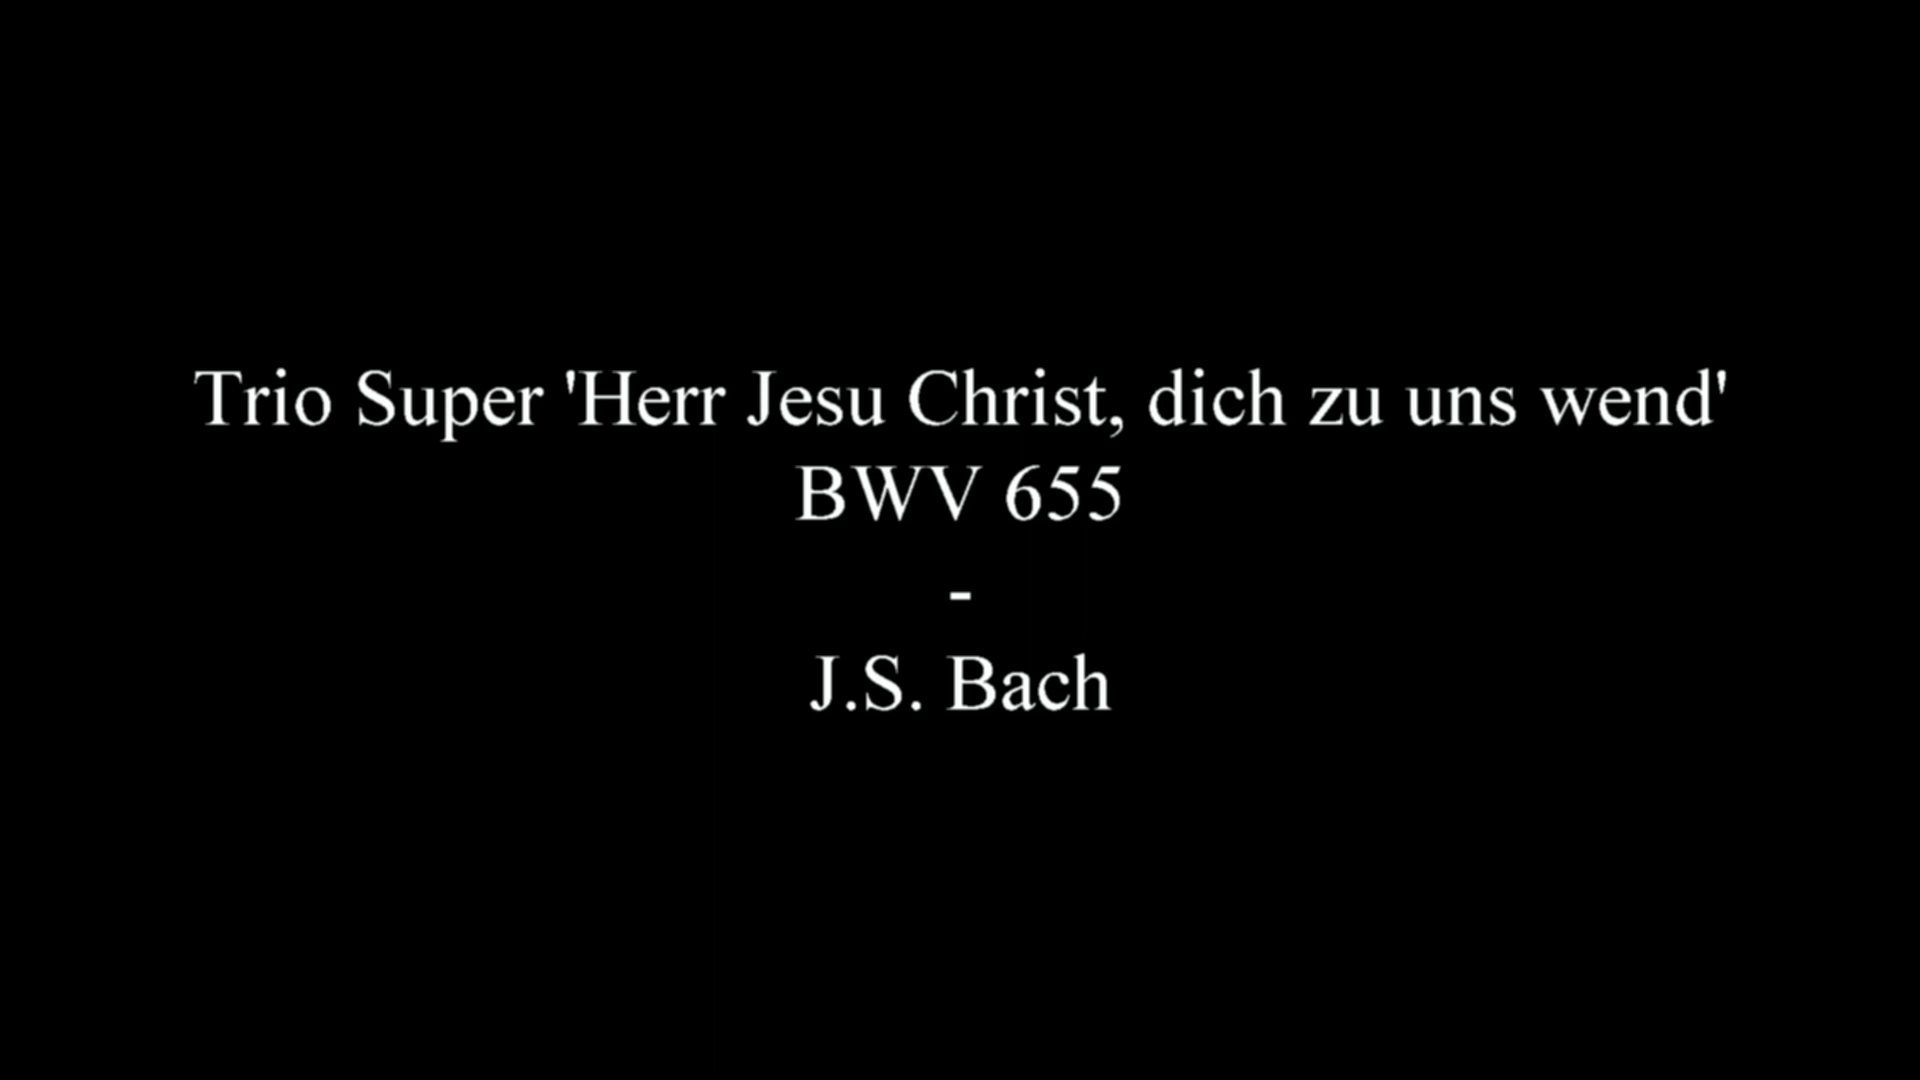 Trio Super 'Herr Jesu Christ, dich zu uns wend'
BWV 655
-
J.S. Bach